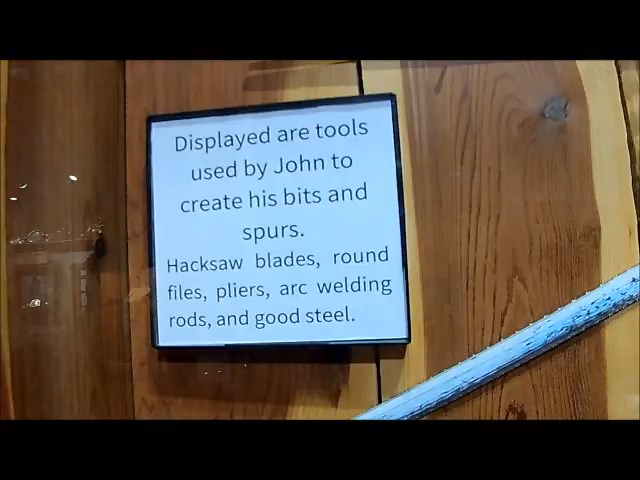 Displayed are tools
used by John to
create his bits and
spurs.
Hacksaw blades, round
files, pliers, arc welding
rods, and good steel.